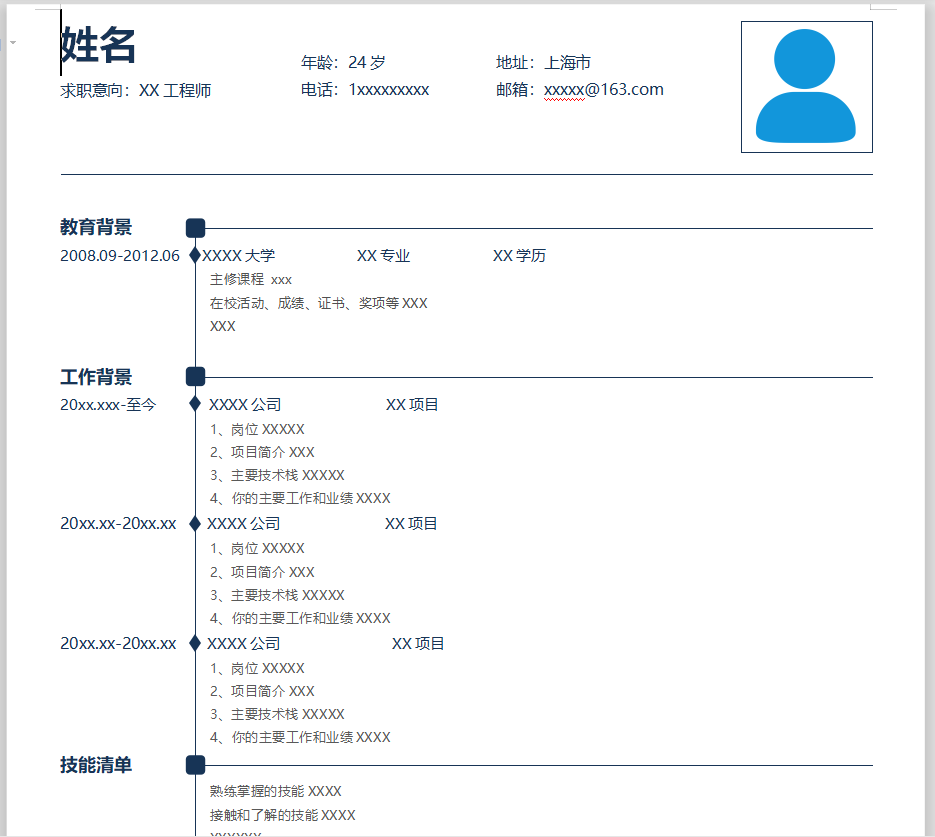 姓名
年龄：24 岁 地址：上海市
求职意向：XX 工程师 电话：1xxxxxxxxx 邮箱：xxxxx@163.com
教育背景
2008.09-2012.06 XXXX 大学 XX 专业 XX 学历
主修课程 xxx
在校活动、成绩、证书、奖项等 XXX
XXX
工作背景
20xx.xxx-至今 XXXX 公司 XX 项目
1、岗位 XXXXX
2、项目简介 XXX
3、主要技术栈 XXXXX
4、你的主要工作和业绩 XXXX
20xx.xx-20xx.xx XXXX 公司 XX 项目
1、岗位 XXXXX
2、项目简介 XXX
3、主要技术栈 XXXXX
4、你的主要工作和业绩 XXXX
20xx.xx-20xx.xx XXXX 公司 XX 项目
1、岗位 XXXXX
2、项目简介 XXX
3、主要技术栈 XXXXX
4、你的主要工作和业绩 XXXX
技能清单
熟练掌握的技能 XXXX
接触和了解的技能 XXXX